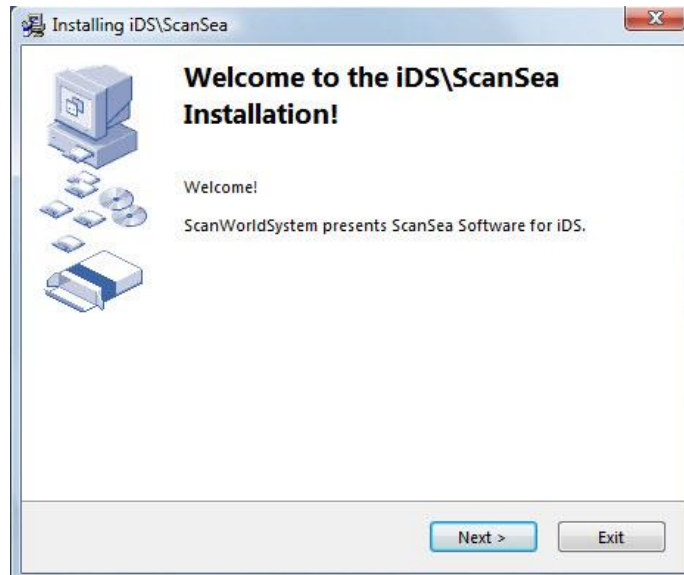 Installing iDS\ScanSea
Welcome to the iDS\ScanSea
Installation!
Welcome!
ScanWorldSystem presents ScanSea Software for iDS.
Next >
Exit